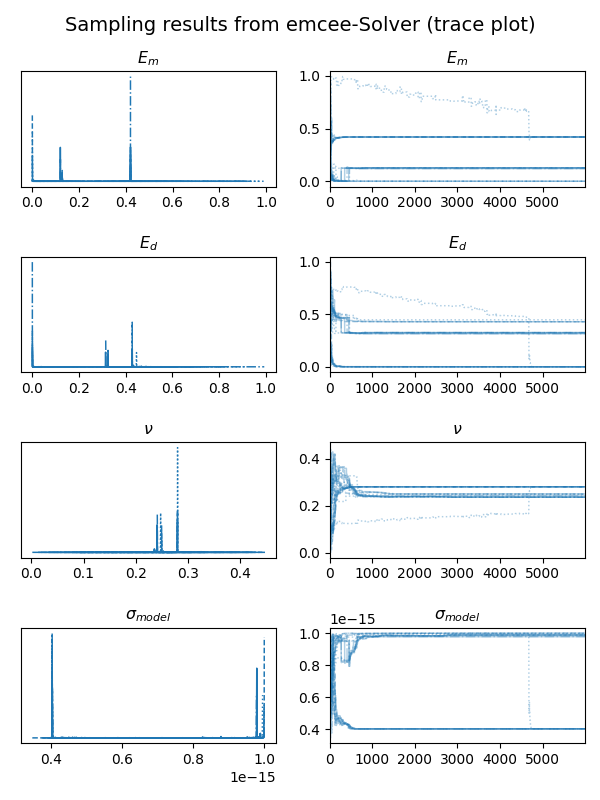 Sampling results from emcee-Solver (trace plot)
E_m E_m
1.0
0.5
0.0
0.0 0.2 0.4 0.6 0.8 1.0 0 1000 2000 3000 4000 5000
E_d E_d
1.0
0.5
0.0
0.0 0.2 0.4 0.6 0.8 1.0 0 1000 2000 3000 4000 5000
ν ν
0.4
0.2
0.0
0.0 0.1 0.2 0.3 0.4 0 1000 2000 3000 4000 5000
σ_model 1e−15 σ_model
1.0
0.8
0.6
0.4
0.4 0.6 0.8 1.0 0 1000 2000 3000 4000 5000
1e−15